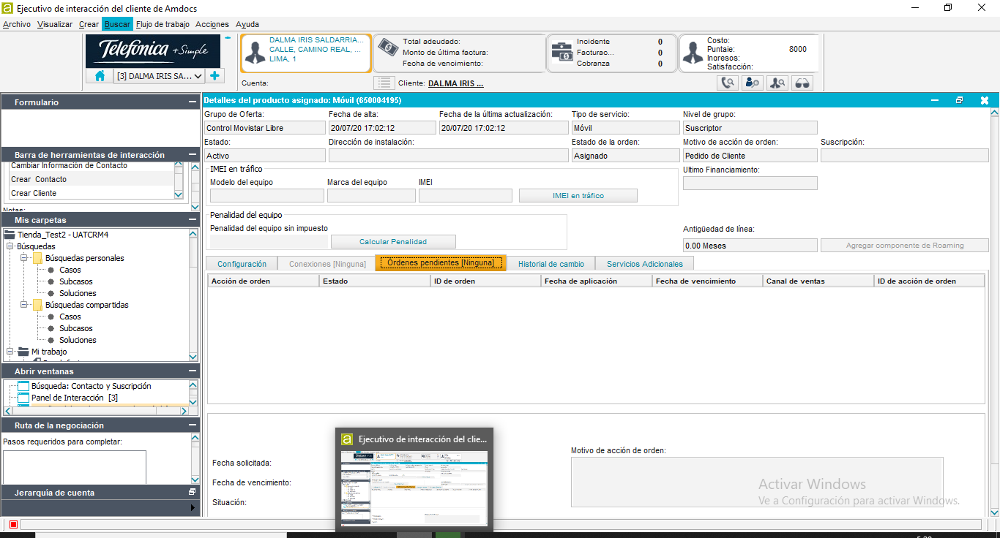 Ejecutivo de interacción del cliente de Amdocs
Archivo Visualizar Crear Buscar Flujo de trabajo Acciones Ayuda
Telefónica +Simple
[3] DALMA IRIS SA...
DALMA IRIS SALDARRIA...
CALLE, CAMINO REAL, ...
LIMA, 1
Total adeudado:
Monto de última factura:
Fecha de vencimiento:
Incidente 0
Facturac... 0
Cobranza 0
Costo:
Puntaie: 8000
Inqresos:
Satisfacción:
Cuenta:
Cliente: DALMA IRIS ...
Formulario
Barra de herramientas de interacción
Cambiar Información de Contacto
Crear Contacto
Crear Cliente
Notas:
Mis carpetas
Tienda_Test2 - UATCRM4
Búsquedas
Búsquedas personales
Casos
Subcasos
Soluciones
Búsquedas compartidas
Casos
Subcasos
Soluciones
Mi trabajo
Abrir ventanas
Búsqueda: Contacto y Suscripción
Panel de Interacción [3]
Ruta de la negociación
Pasos requeridos para completar:
Jerarquía de cuenta
Detalles del producto asignado: Móvil (650004195)
Grupo de Oferta: Fecha de alta: Fecha de la última actualización: Tipo de servicio: Nivel de grupo:
Control Movistar Libre 20/07/20 17:02:12 20/07/20 17:02:12 Móvil Suscriptor
Estado: Dirección de instalación: Estado de la orden: Motivo de acción de orden: Suscripción:
Activo Asignado Pedido de Cliente
IMEI en tráfico
Ultimo Financiamiento:
Modelo del equipo Marca del equipo IMEI
IMEI en tráfico
Penalidad del equipo
Penalidad del equipo sin impuesto
Calcular Penalidad
Antigüedad de línea:
0.00 Meses
Agregar componente de Roaming
Configuración Conexiones [Ninguna] Órdenes pendientes [Ninguna] Historial de cambio Servicios Adicionales
Acción de orden Estado ID de orden Fecha de aplicación Fecha de vencimiento Canal de ventas ID de acción de orden
Fecha solicitada:
Fecha de vencimiento:
Situación:
Motivo de acción de orden:
Ejecutivo de interacción del clie...
Activar Windows
Ve a Configuración para activar Windows.